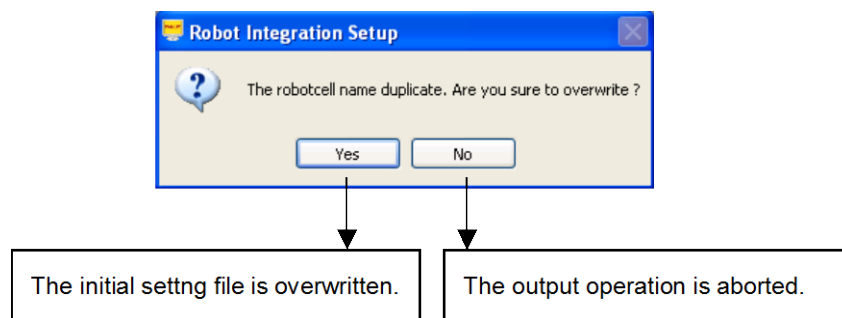 Robot Integration Setup
The robotcell name duplicate. Are you sure to overwrite ?
Yes No
The initial settng file is overwritten. The output operation is aborted.